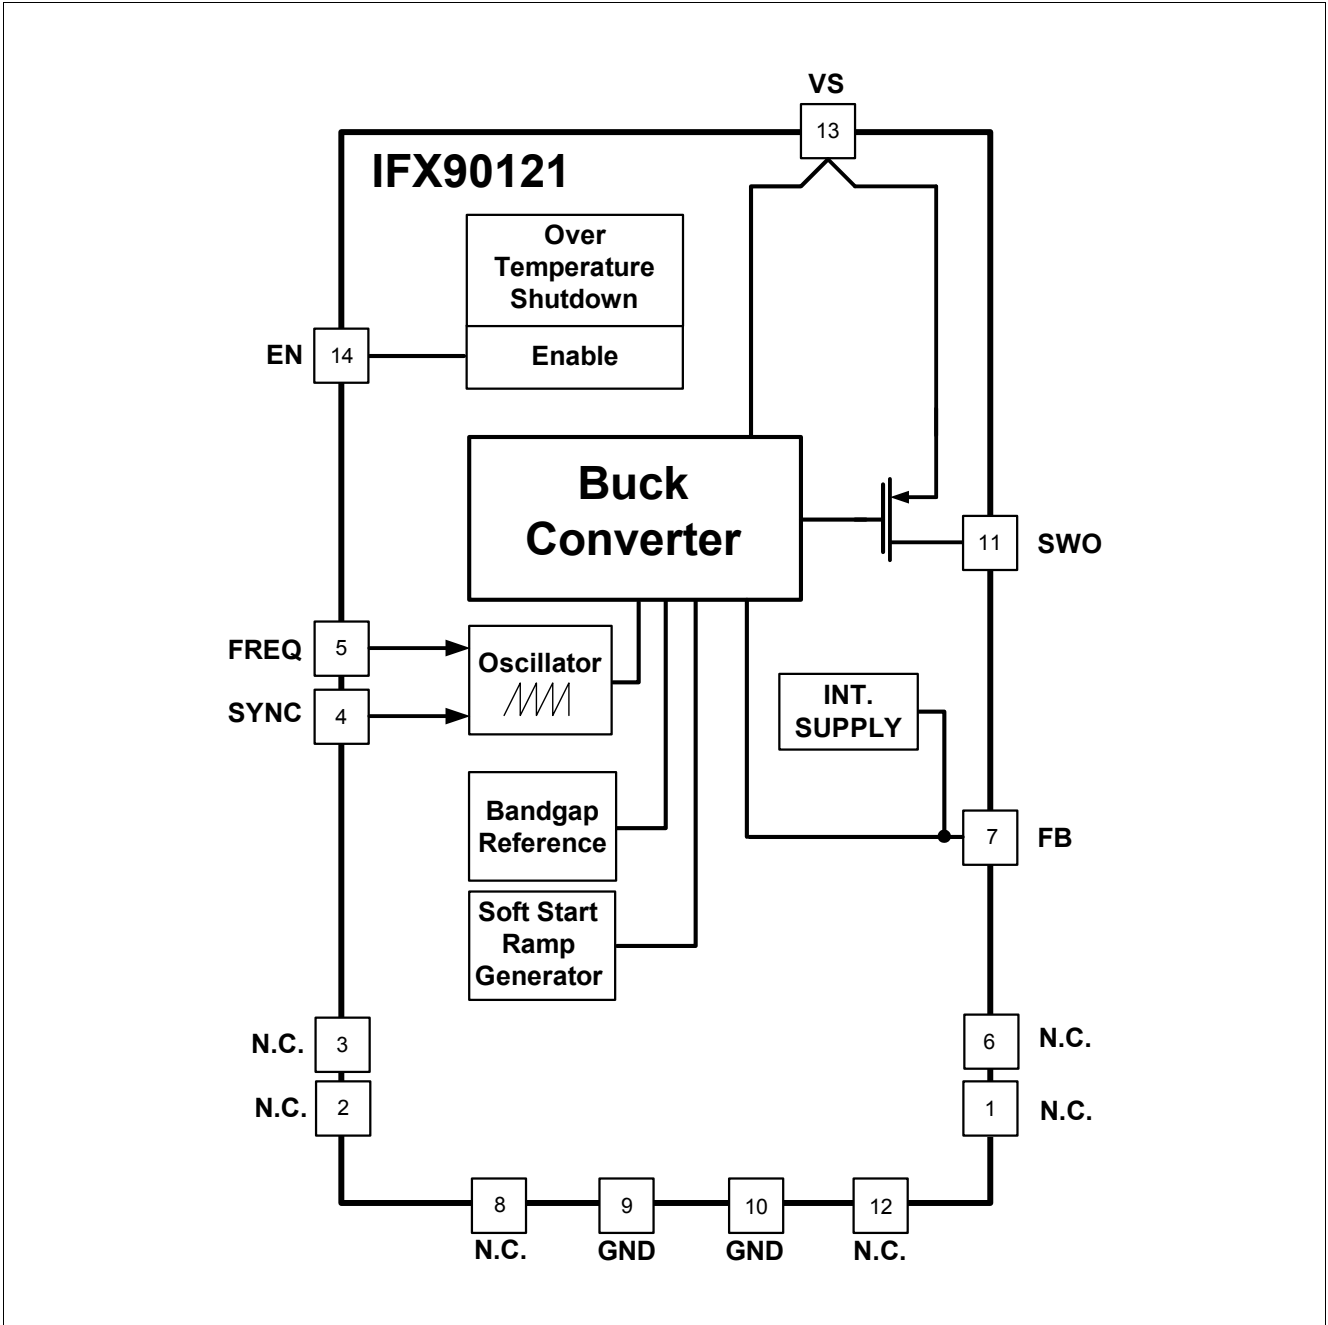 VS
13
IFX90121
Over
Temperature
Shutdown
EN
14
Enable
Buck
Converter
11
SWO
FREQ
5
Oscillator
SYNC
4
INT.
SUPPLY
Bandgap
Reference
7
FB
Soft Start
Ramp
Generator
N.C.
3
6
N.C.
N.C.
2
1
N.C.
8
9
10
12
N.C.
GND
GND
N.C.